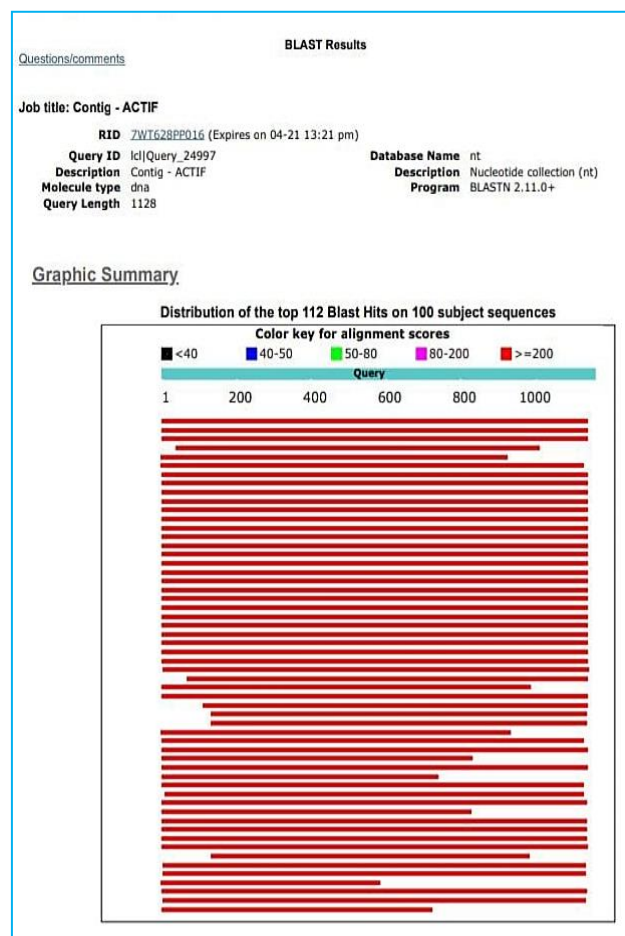 BLAST Results
Questions/comments
Job title: Contig - ACTIF
RID 7WT628PP016 (Expires on 04-21 13:21 pm)
Query ID lcl|Query_24997
Description Contig - ACTIF
Molecule type dna
Query Length 1128
Database Name nt
Description Nucleotide collection (nt)
Program BLASTN 2.11.0+
Graphic Summary
Distribution of the top 112 Blast Hits on 100 subject sequences
Color key for alignment scores
<40 40-50 50-80 80-200 >=200
Query
1 200 400 600 800 1000